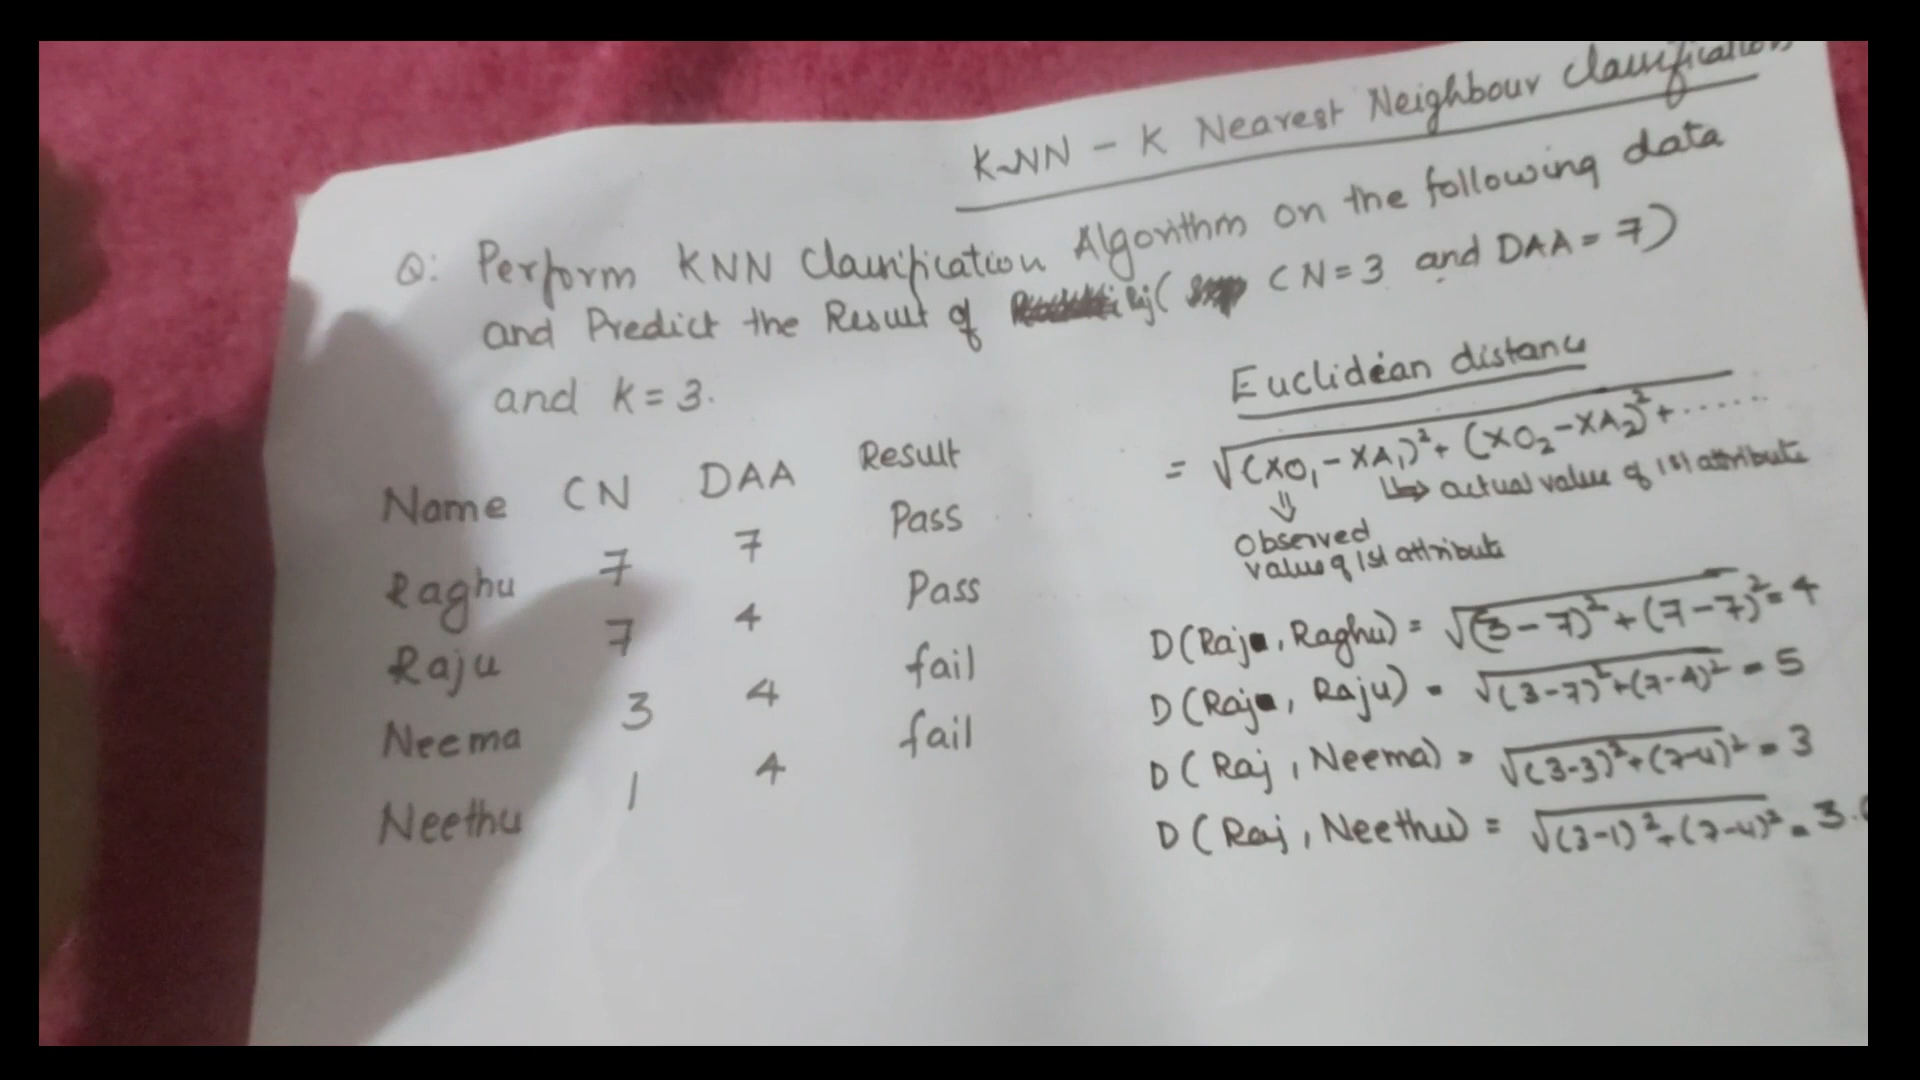 KNN - K Nearest Neighbour Classification
Q: Perform KNN Classification Algorithm on the following data
and Predict the Result of Raj( CN=3 and DAA=7)
and K=3.
Name CN DAA Result
Raghu 7 7 Pass
Raju 7 4 Pass
Neema 3 4 fail
Neethu 1 4 fail
Euclidean distance
= √(XO₁-XA₁)²+(XO₂-XA₂)²+......
⇓ ↳ actual value of 1st attribute
Observed
value of 1st attribute
D(Raj, Raghu) = √(3-7)²+(7-7)² = 4
D(Raj, Raju) = √(3-7)²+(7-4)² = 5
D(Raj, Neema) = √(3-3)²+(7-4)² = 3
D(Raj, Neethu) = √(3-1)²+(7-4)² = 3.